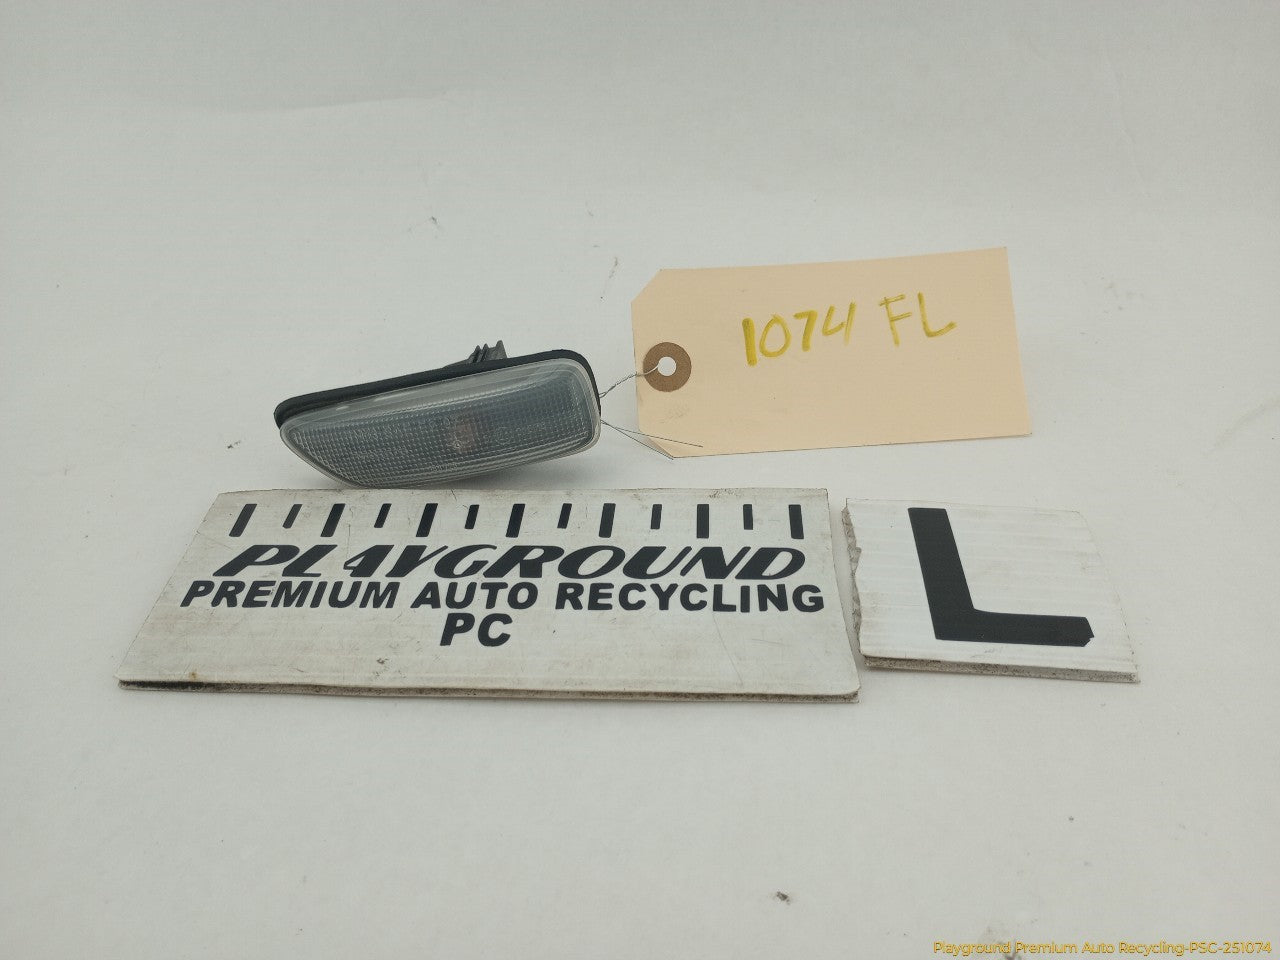 1074 FL
PL4YGROUND
PREMIUM AUTO RECYCLING
PC
L
Playground Premium Auto Recycling-PSC-251074